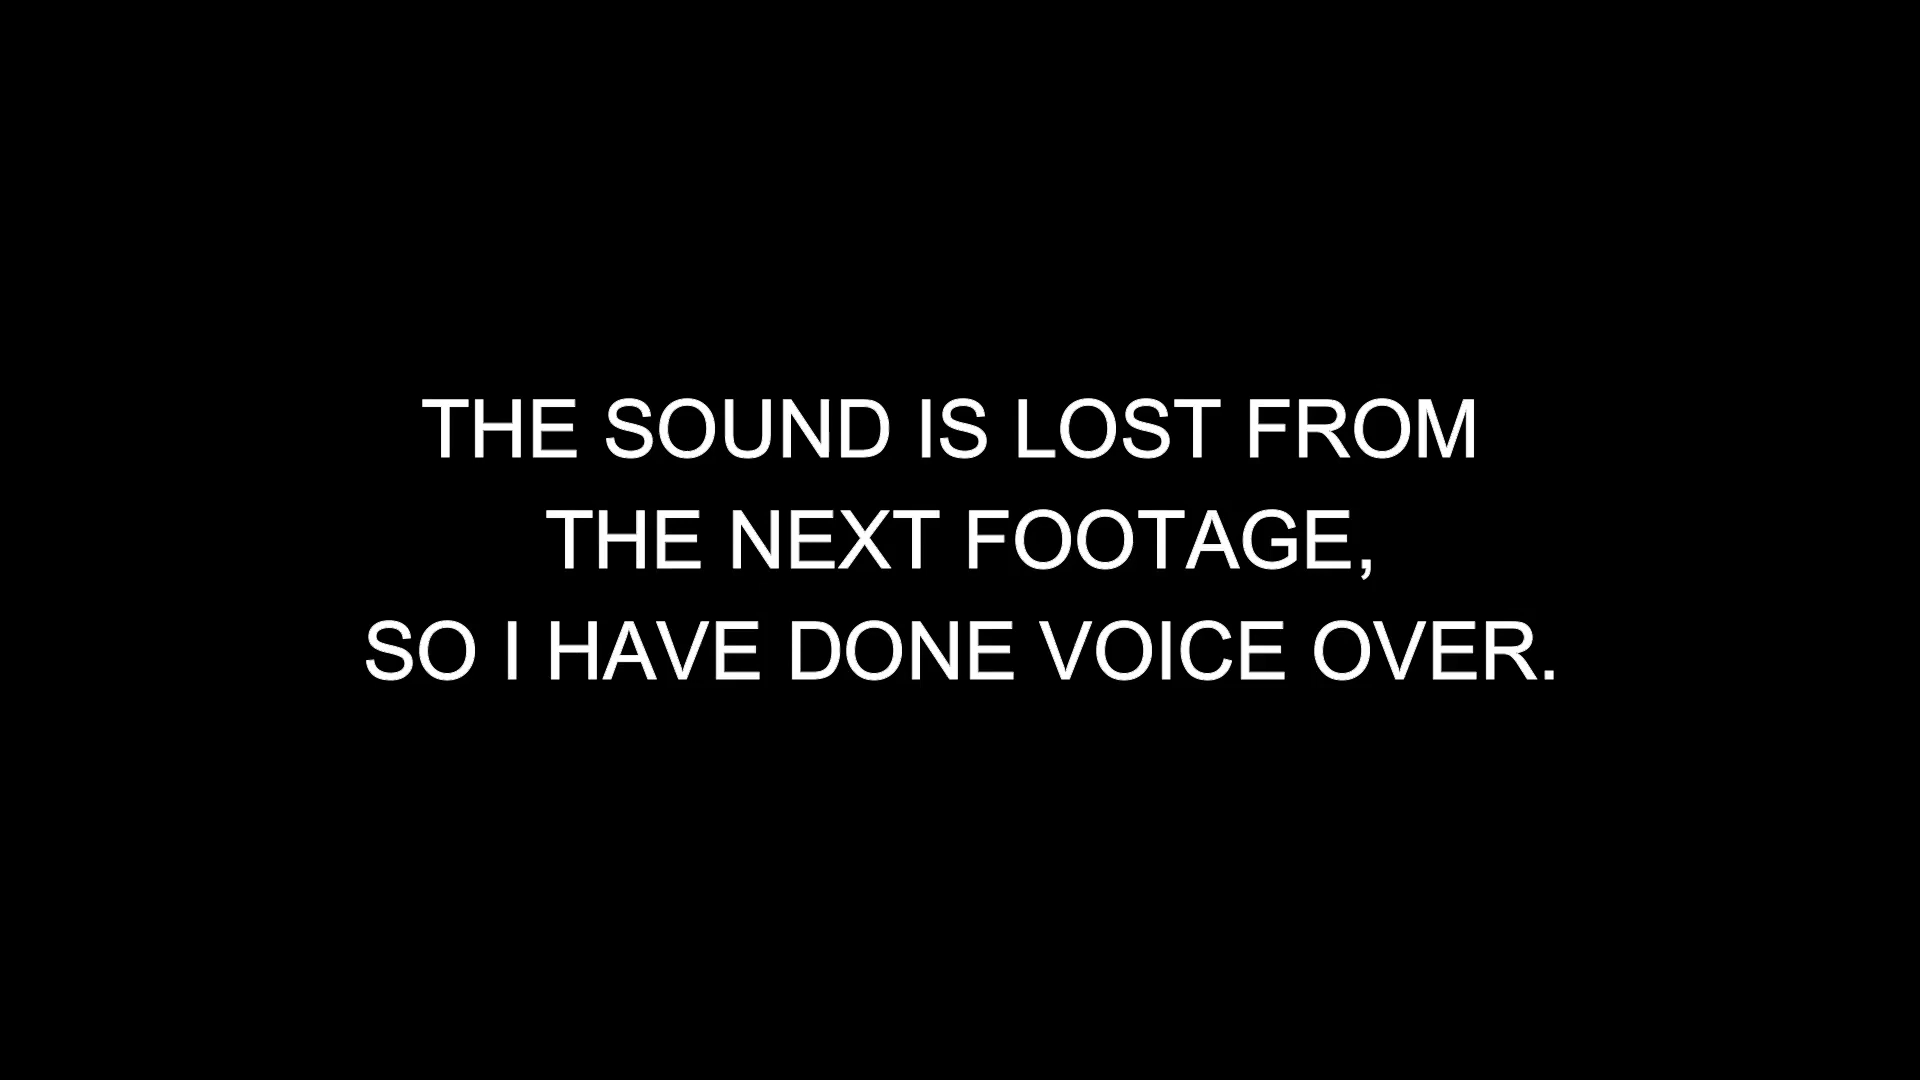 THE SOUND IS LOST FROM
THE NEXT FOOTAGE,
SO I HAVE DONE VOICE OVER.